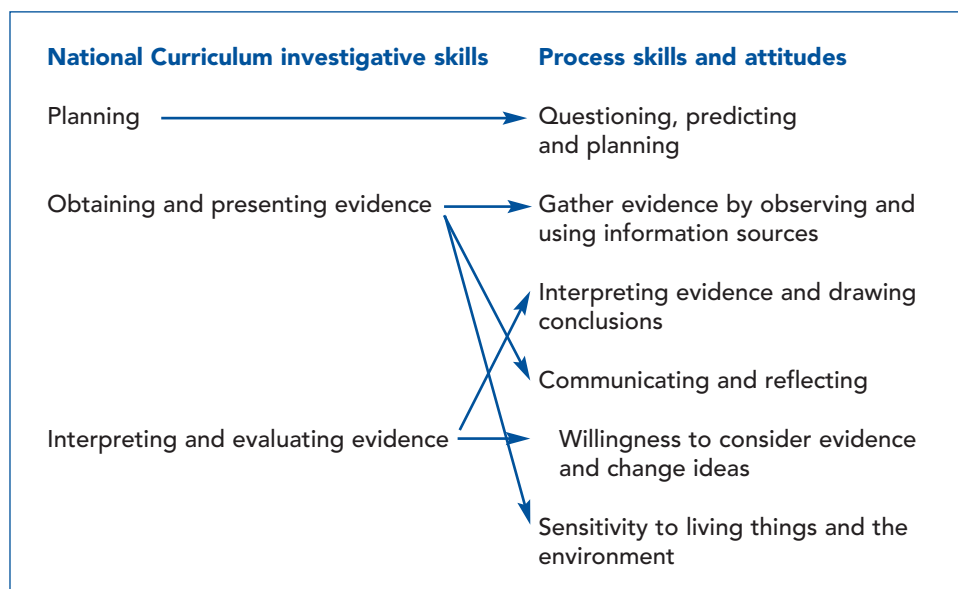 National Curriculum investigative skills
Process skills and attitudes
Planning
Questioning, predicting
and planning
Obtaining and presenting evidence
Gather evidence by observing and
using information sources
Interpreting evidence and drawing
conclusions
Communicating and reflecting
Interpreting and evaluating evidence
Willingness to consider evidence
and change ideas
Sensitivity to living things and the
environment